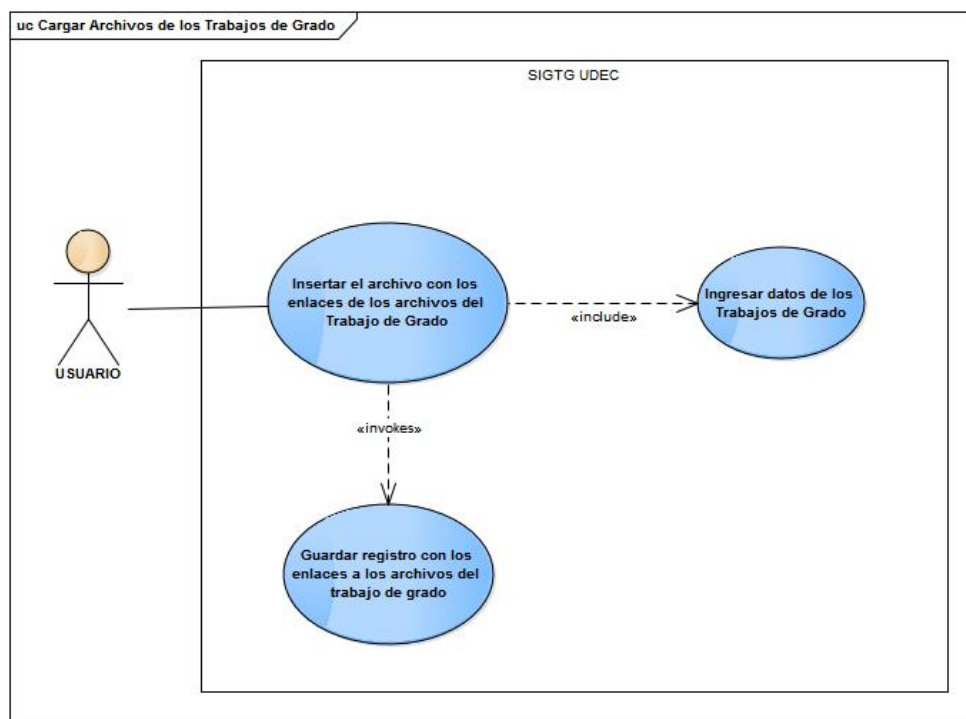 uc Cargar Archivos de los Trabajos de Grado
SIGTG UDEC
Insertar el archivo con los
enlaces de los archivos del
Trabajo de Grado
Ingresar datos de los
Trabajos de Grado
«include»
USUARIO
«invokes»
Guardar registro con los
enlaces a los archivos del
trabajo de grado